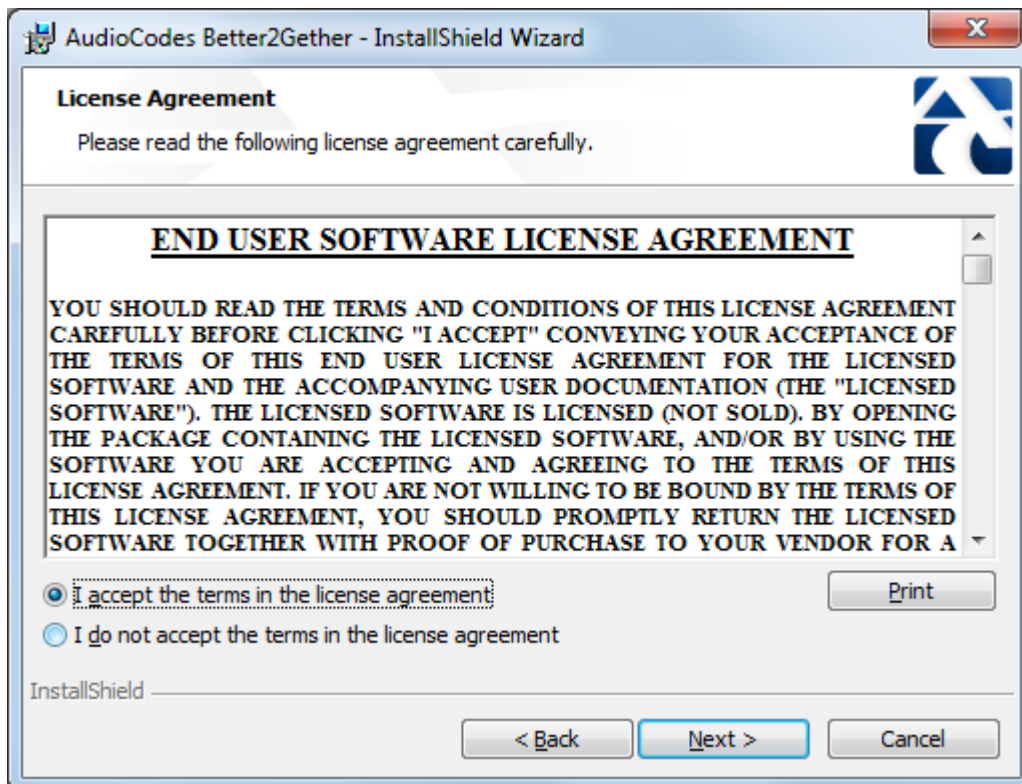 AudioCodes Better2Gether - InstallShield Wizard
License Agreement
Please read the following license agreement carefully.
END USER SOFTWARE LICENSE AGREEMENT
YOU SHOULD READ THE TERMS AND CONDITIONS OF THIS LICENSE AGREEMENT
CAREFULLY BEFORE CLICKING "I ACCEPT" CONVEYING YOUR ACCEPTANCE OF
THE TERMS OF THIS END USER LICENSE AGREEMENT FOR THE LICENSED
SOFTWARE AND THE ACCOMPANYING USER DOCUMENTATION (THE "LICENSED
SOFTWARE"). THE LICENSED SOFTWARE IS LICENSED (NOT SOLD). BY OPENING
THE PACKAGE CONTAINING THE LICENSED SOFTWARE, AND/OR BY USING THE
SOFTWARE YOU ARE ACCEPTING AND AGREEING TO THE TERMS OF THIS
LICENSE AGREEMENT. IF YOU ARE NOT WILLING TO BE BOUND BY THE TERMS OF
THIS LICENSE AGREEMENT, YOU SHOULD PROMPTLY RETURN THE LICENSED
SOFTWARE TOGETHER WITH PROOF OF PURCHASE TO YOUR VENDOR FOR A
I accept the terms in the license agreement
Print
I do not accept the terms in the license agreement
InstallShield
< Back
Next >
Cancel